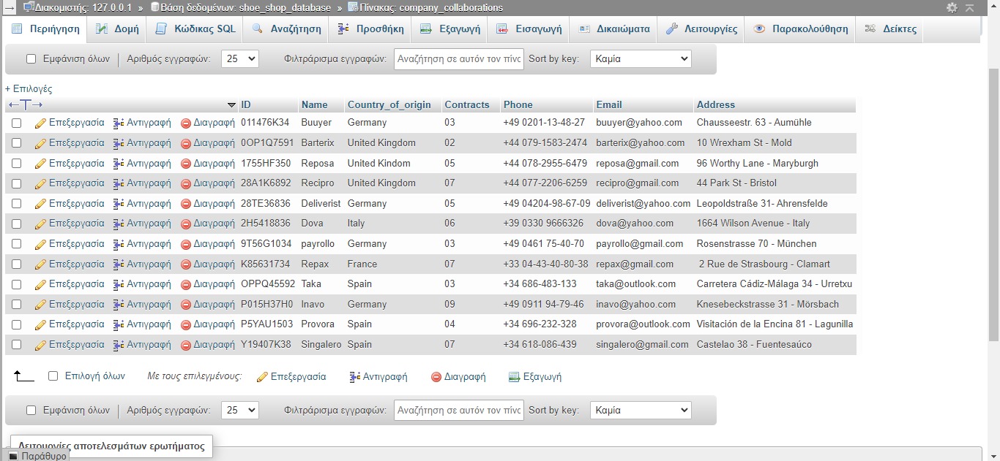 Διακομιστής: 127.0.0.1 » Βάση δεδομένων: shoe_shop_database » Πίνακας: company_collaborations
Περιήγηση Δομή Κώδικας SQL Αναζήτηση Προσθήκη Εξαγωγή Εισαγωγή Δικαιώματα Λειτουργίες Παρακολούθηση Δείκτες
Εμφάνιση όλων Αριθμός εγγραφών: 25 Φιλτράρισμα εγγραφών: Αναζήτηση σε αυτόν τον πίνα Sort by key: Καμία
+ Επιλογές
←T→ ID Name Country_of_origin Contracts Phone Email Address
Επεξεργασία Αντιγραφή Διαγραφή 011476K34 Buuyer Germany 03 +49 0201-13-48-27 buuyer@yahoo.com Chausseestr. 63 - Aumühle
Επεξεργασία Αντιγραφή Διαγραφή 0OP1Q7591 Barterix United Kingdom 02 +44 079-1583-2474 barterix@yahoo.com 10 Wrexham St - Mold
Επεξεργασία Αντιγραφή Διαγραφή 1755HF350 Reposa United Kindom 05 +44 078-2955-6479 reposa@gmail.com 96 Worthy Lane - Maryburgh
Επεξεργασία Αντιγραφή Διαγραφή 28A1K6892 Recipro United Kingdom 07 +44 077-2206-6259 recipro@gmail.com 44 Park St - Bristol
Επεξεργασία Αντιγραφή Διαγραφή 28TE36836 Deliverist Germany 05 +49 04204-98-67-09 deliverist@yahoo.com Leopoldstraße 31- Ahrensfelde
Επεξεργασία Αντιγραφή Διαγραφή 2H5418836 Dova Italy 06 +39 0330 9666326 dova@yahoo.com 1664 Wilson Avenue - Italy
Επεξεργασία Αντιγραφή Διαγραφή 9T56G1034 payrollo Germany 03 +49 0461 75-40-70 payrollo@gmail.com Rosenstrasse 70 - München
Επεξεργασία Αντιγραφή Διαγραφή K85631734 Repax France 07 +33 04-43-40-80-38 repax@gmail.com 2 Rue de Strasbourg - Clamart
Επεξεργασία Αντιγραφή Διαγραφή OPPQ45592 Taka Spain 03 +34 686-483-133 taka@outlook.com Carretera Cádiz-Málaga 34 - Urretxu
Επεξεργασία Αντιγραφή Διαγραφή P015H37H0 Inavo Germany 09 +49 0911 94-79-46 inavo@yahoo.com Knesebeckstrasse 31 - Mörsbach
Επεξεργασία Αντιγραφή Διαγραφή P5YAU1503 Provora Spain 04 +34 696-232-328 provora@outlook.com Visitación de la Encina 81 - Lagunilla
Επεξεργασία Αντιγραφή Διαγραφή Y19407K38 Singalero Spain 07 +34 618-086-439 singalero@gmail.com Castelao 38 - Fuentesaúco
Επιλογή όλων Με τους επιλεγμένους: Επεξεργασία Αντιγραφή Διαγραφή Εξαγωγή
Εμφάνιση όλων Αριθμός εγγραφών: 25 Φιλτράρισμα εγγραφών: Αναζήτηση σε αυτόν τον πίνα Sort by key: Καμία
Λειτουργίες αποτελεσμάτων ερωτήματος
Παράθυρο